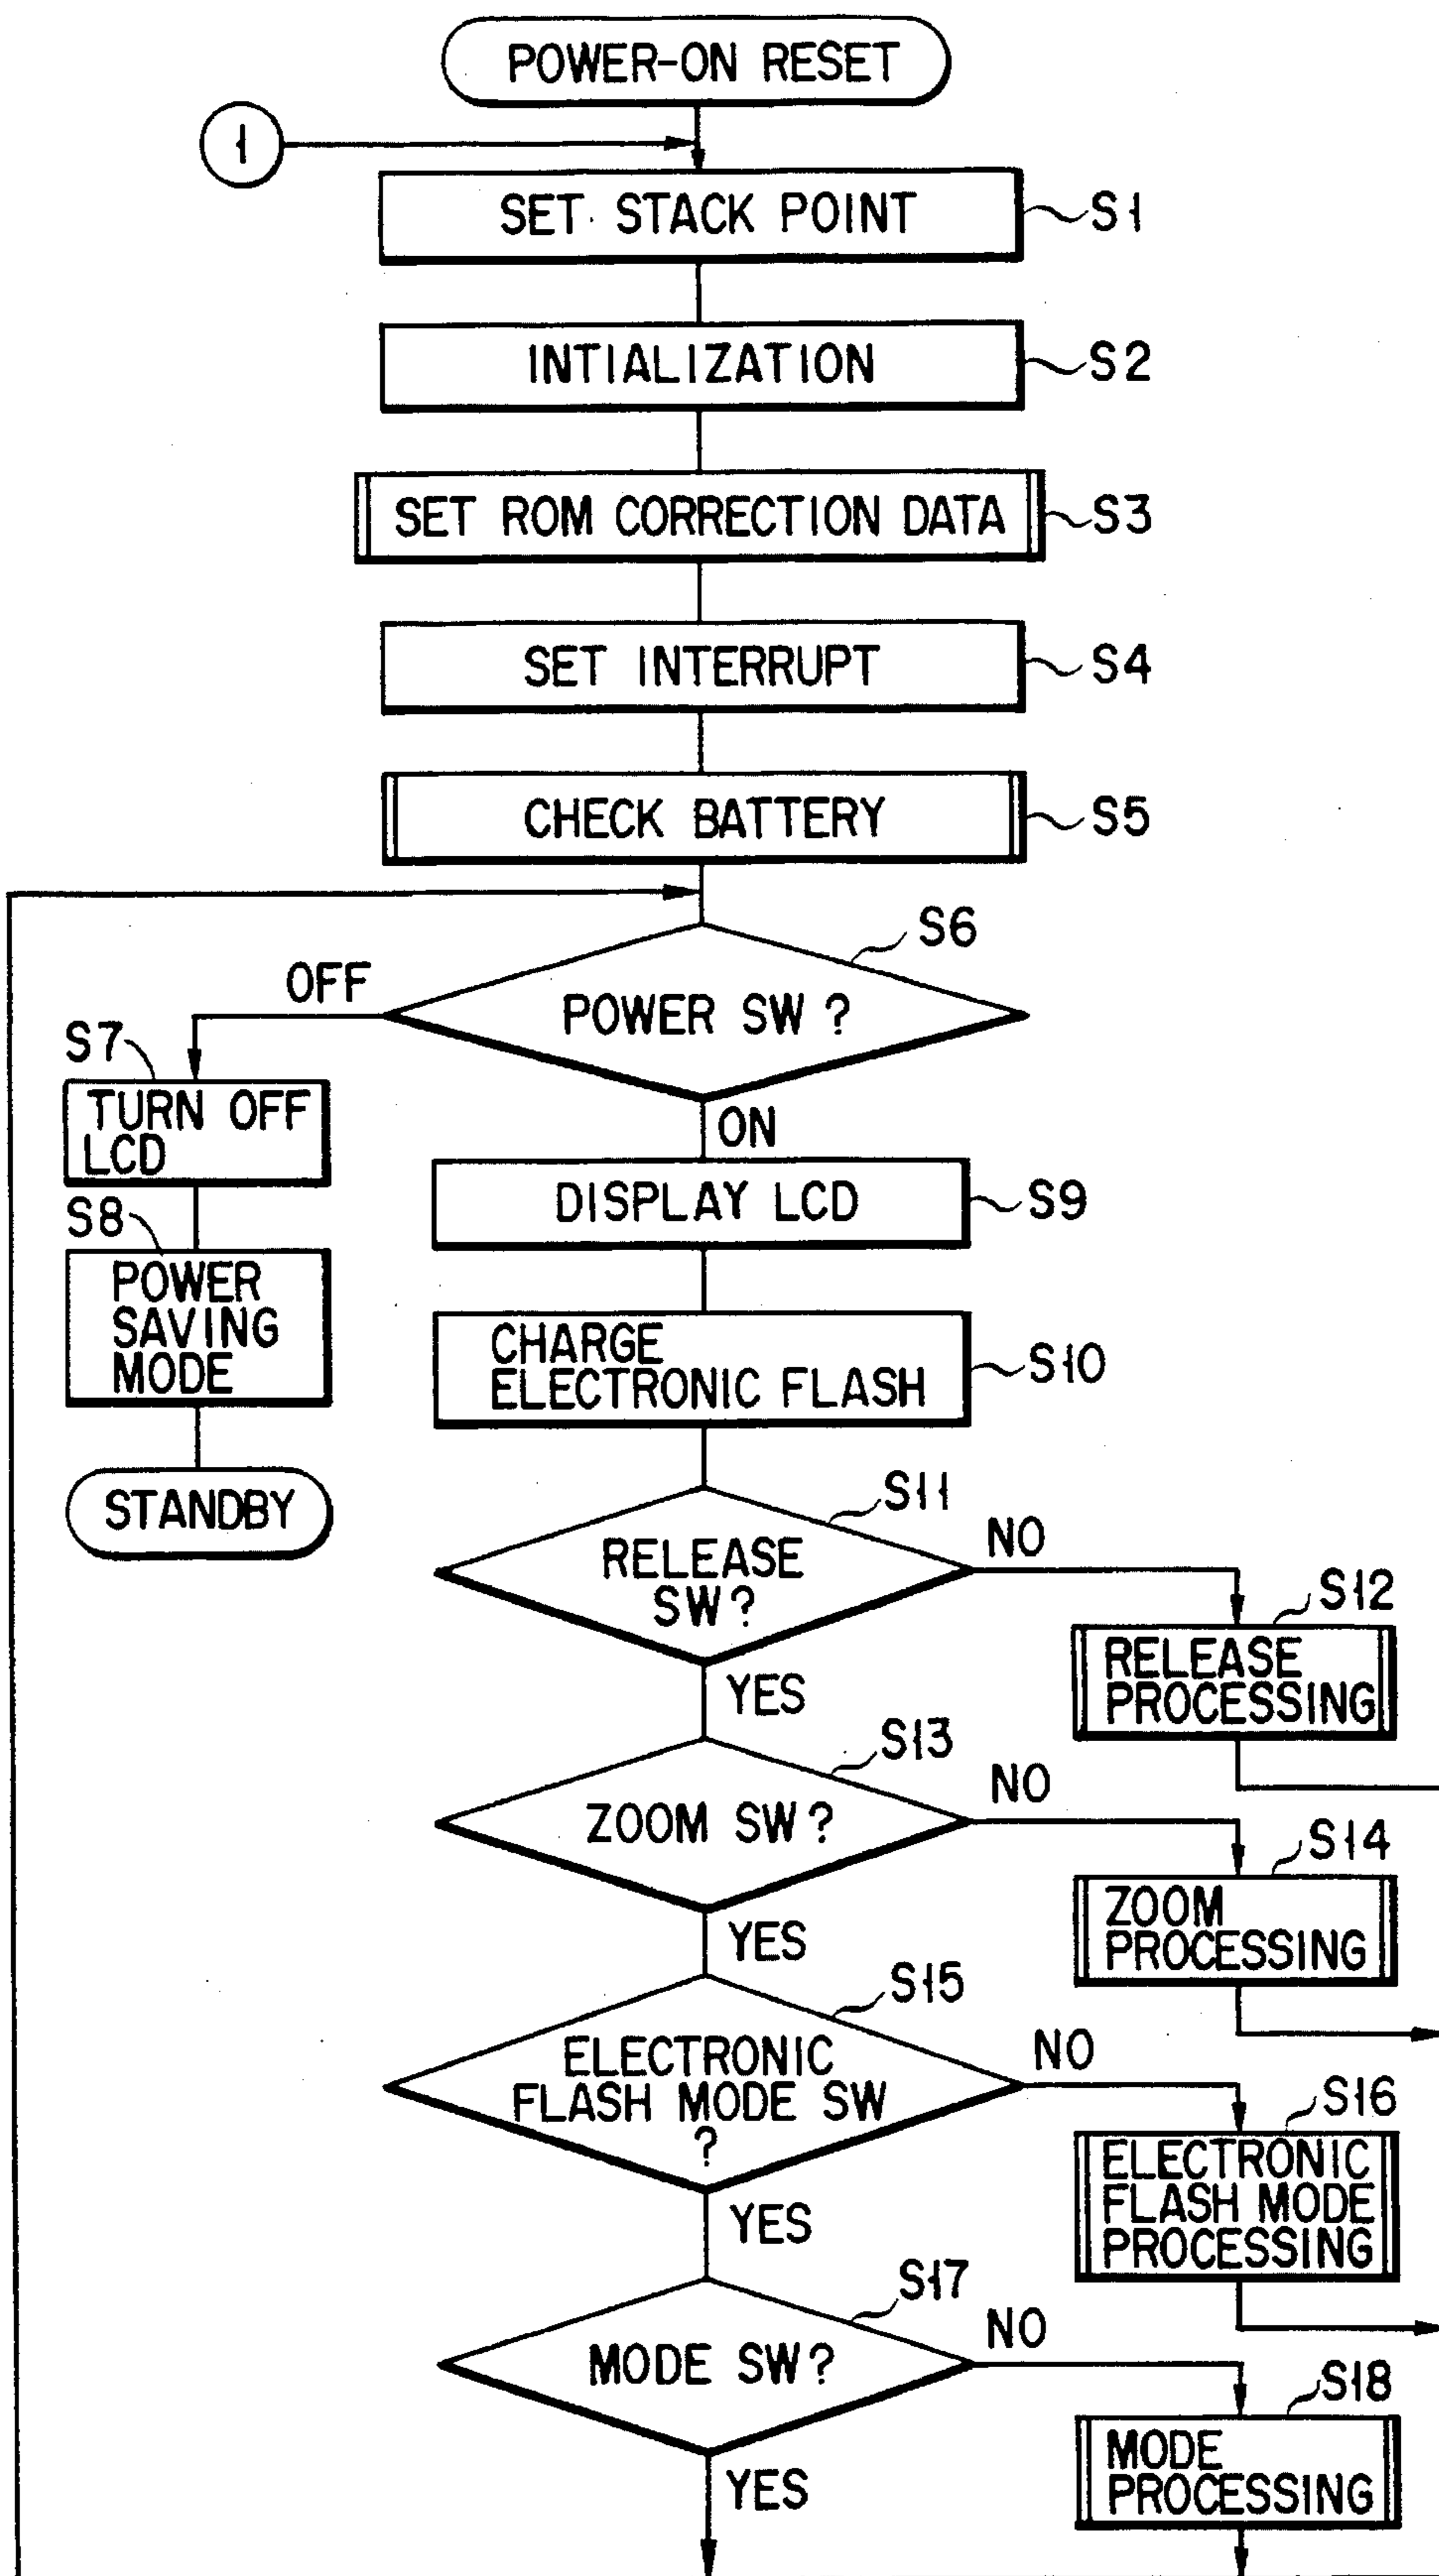 POWER-ON RESET
1
SET STACK POINT
S1
INTIALIZATION
S2
SET ROM CORRECTION DATA
S3
SET INTERRUPT
S4
CHECK BATTERY
S5
S6
POWER SW ?
OFF
S7
TURN OFF
LCD
S8
POWER
SAVING
MODE
STANDBY
ON
DISPLAY LCD
S9
CHARGE
ELECTRONIC FLASH
S10
S11
RELEASE
SW?
NO
S12
RELEASE
PROCESSING
YES
S13
ZOOM SW?
NO
S14
ZOOM
PROCESSING
YES
S15
ELECTRONIC
FLASH MODE SW
?
NO
S16
ELECTRONIC
FLASH MODE
PROCESSING
YES
S17
MODE SW?
NO
S18
MODE
PROCESSING
YES